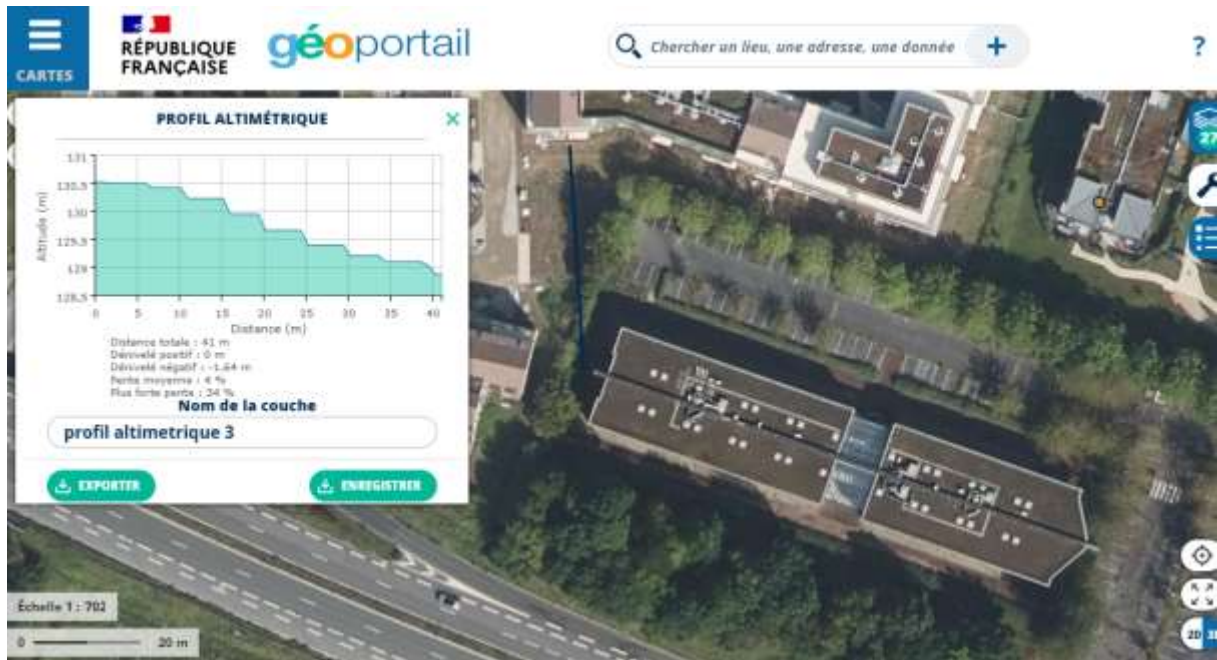 CARTES
RÉPUBLIQUE
FRANÇAISE
géoportail
Chercher un lieu, une adresse, une donnée
+
?
27
PROFIL ALTIMÉTRIQUE
×
131
130.5
130
129.5
129
128.5
Altitude (m)
0 5 10 15 20 25 30 35 40
Distance (m)
Distance totale : 41 m
Dénivelé positif : 0 m
Dénivelé négatif : -1.64 m
Pente moyenne : 4 %
Plus forte pente : 34 %
Nom de la couche
profil altimetrique 3
EXPORTER
ENREGISTRER
Échelle 1 : 702
0 20 m
2D 3D